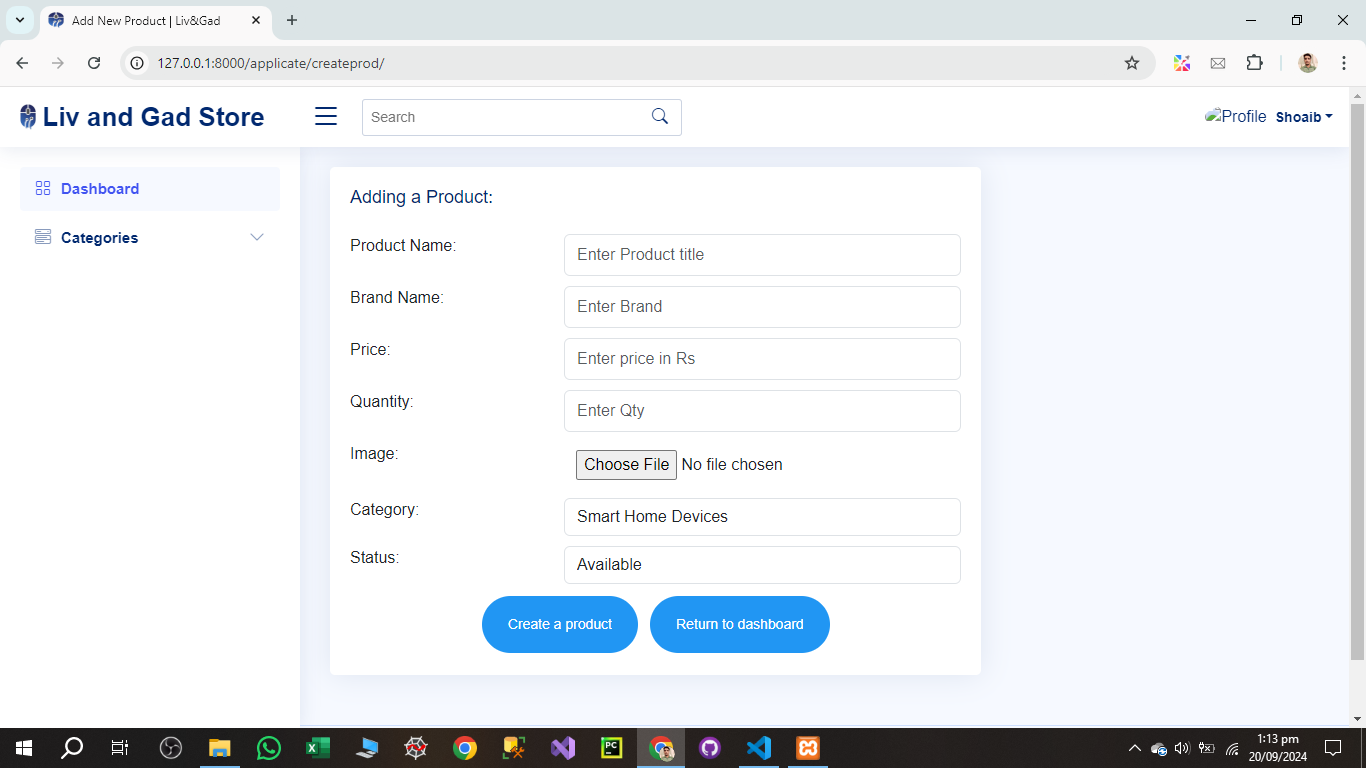 Add New Product | Liv&Gad
127.0.0.1:8000/applicate/createprod/
Liv and Gad Store
Search
Profile Shoaib
Dashboard
Categories
Adding a Product:
Product Name: Enter Product title
Brand Name: Enter Brand
Price: Enter price in Rs
Quantity: Enter Qty
Image: Choose File No file chosen
Category: Smart Home Devices
Status: Available
Create a product Return to dashboard
PC
1:13 pm
20/09/2024